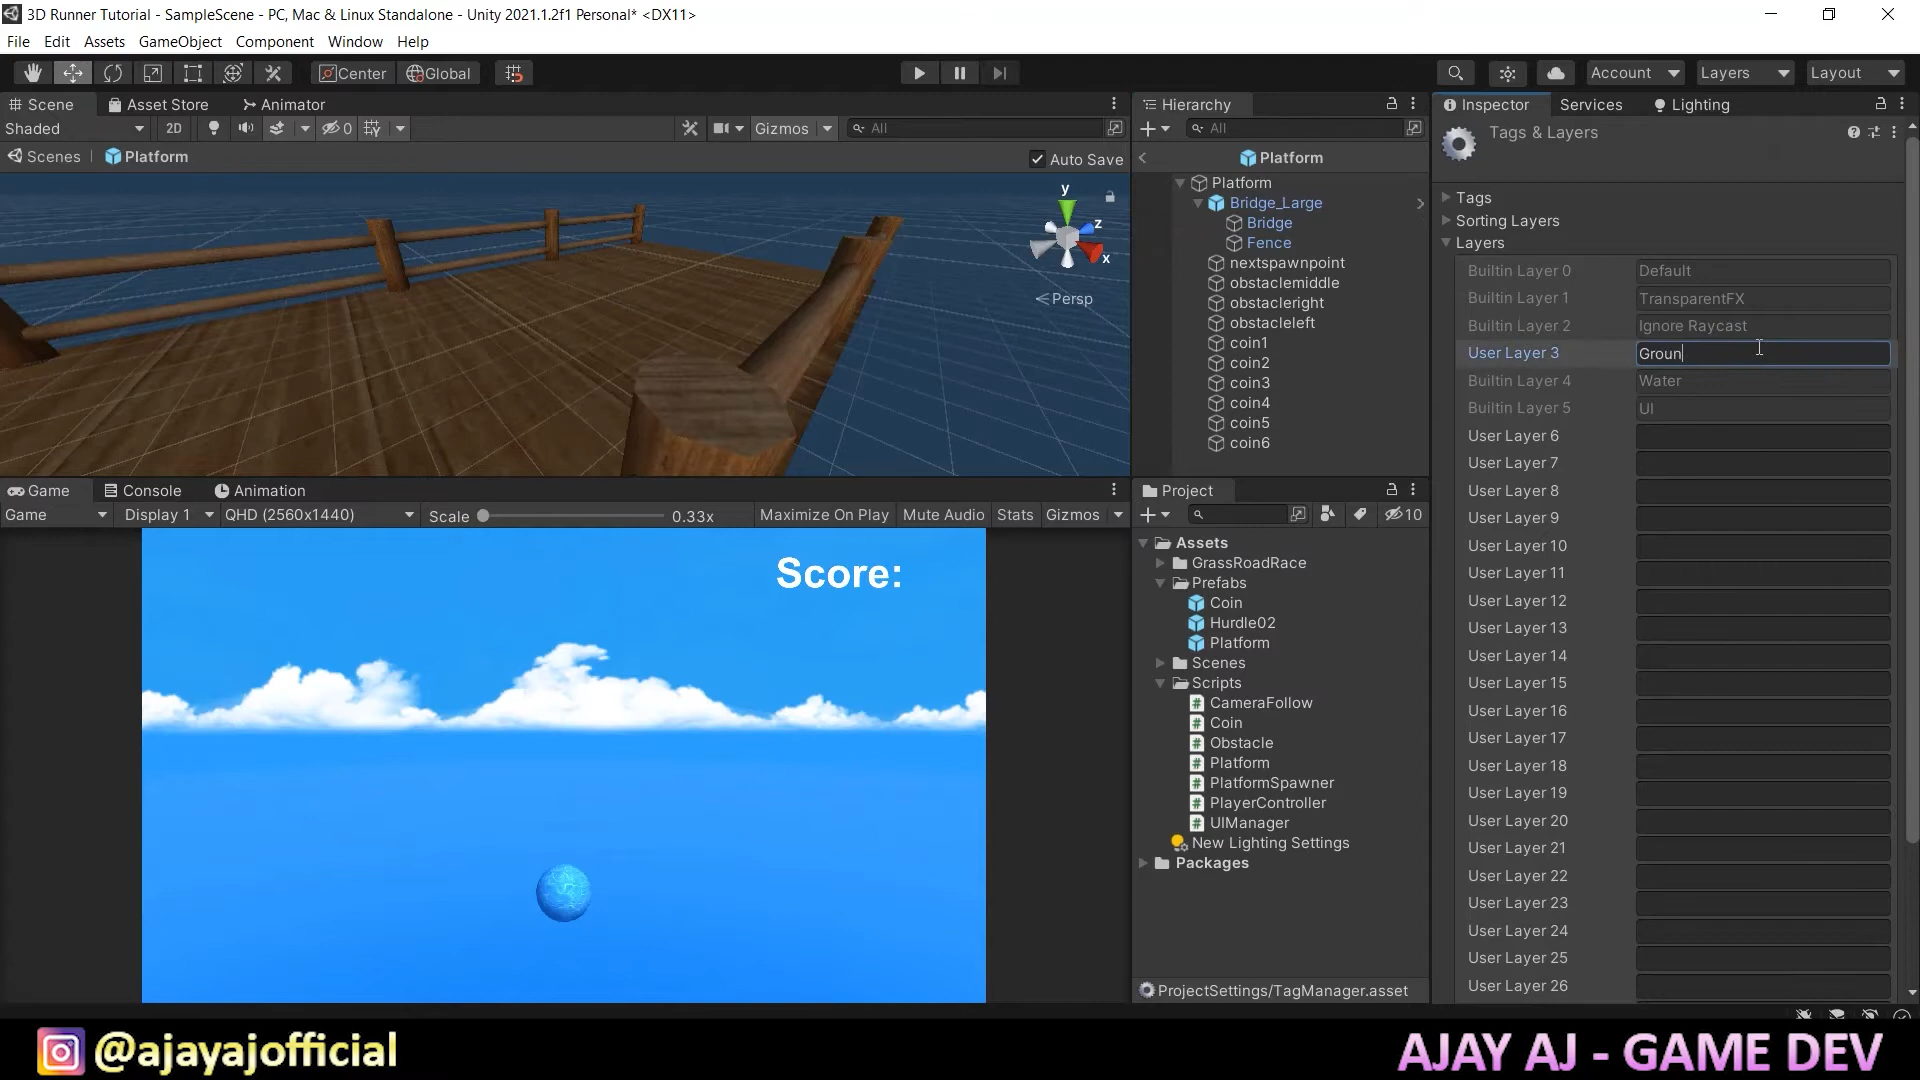 3D Runner Tutorial - SampleScene - PC, Mac & Linux Standalone - Unity 2021.1.2f1 Personal* <DX11>
File Edit Assets GameObject Component Window Help
Center Global Account Layers Layout
Scene Asset Store Animator
Shaded 2D 0 Gizmos All
Scenes Platform Auto Save
y
z
x
Persp
Hierarchy
All
Platform
Platform
Bridge_Large
Bridge
Fence
nextspawnpoint
obstaclemiddle
obstacleright
obstacleleft
coin1
coin2
coin3
coin4
coin5
coin6
Game Console Animation
Game Display 1 QHD (2560x1440) Scale 0.33x Maximize On Play Mute Audio Stats Gizmos
Score:
Project
10
Assets
GrassRoadRace
Prefabs
Coin
Hurdle02
Platform
Scenes
Scripts
CameraFollow
Coin
Obstacle
Platform
PlatformSpawner
PlayerController
UIManager
New Lighting Settings
Packages
ProjectSettings/TagManager.asset
Inspector Services Lighting
Tags & Layers
Tags
Sorting Layers
Layers
Builtin Layer 0 Default
Builtin Layer 1 TransparentFX
Builtin Layer 2 Ignore Raycast
User Layer 3 Groun
Builtin Layer 4 Water
Builtin Layer 5 UI
User Layer 6
User Layer 7
User Layer 8
User Layer 9
User Layer 10
User Layer 11
User Layer 12
User Layer 13
User Layer 14
User Layer 15
User Layer 16
User Layer 17
User Layer 18
User Layer 19
User Layer 20
User Layer 21
User Layer 22
User Layer 23
User Layer 24
User Layer 25
User Layer 26
@ajayajofficial
AJAY AJ - GAME DEV